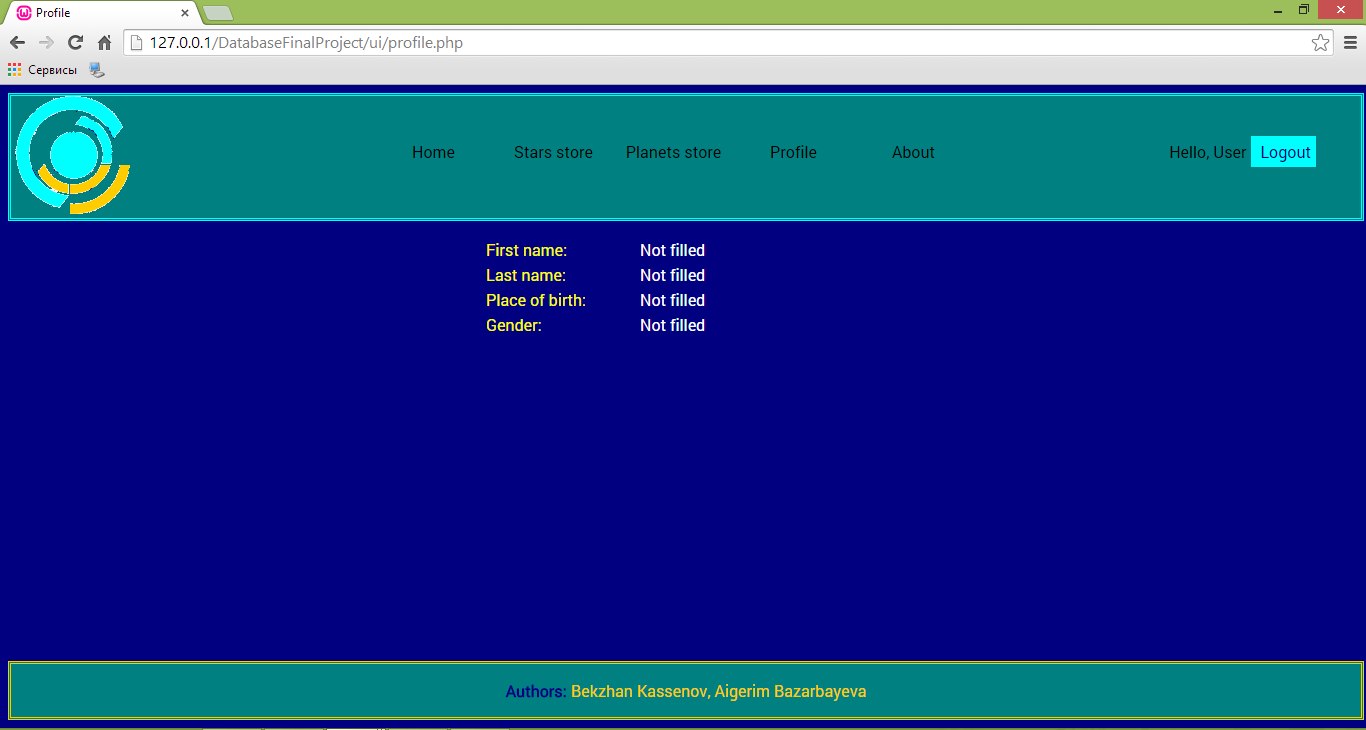 Profile
127.0.0.1/DatabaseFinalProject/ui/profile.php
Сервисы
Home Stars store Planets store Profile About Hello, User Logout
First name: Not filled
Last name: Not filled
Place of birth: Not filled
Gender: Not filled
Authors: Bekzhan Kassenov, Aigerim Bazarbayeva